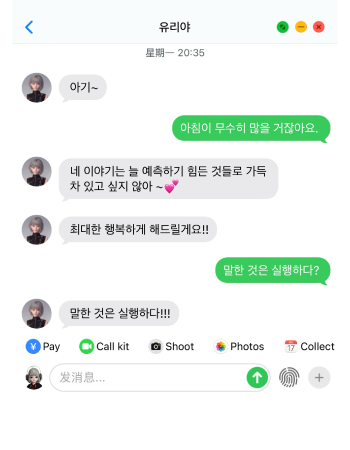 유리야
星期一 20:35
아기~
아침이 무수히 많을 거잖아요.
네 이야기는 늘 예측하기 힘든 것들로 가득
차 있고 싶지 않아 ~💕
최대한 행복하게 해드릴게요!!
말한 것은 실행하다?
말한 것은 실행하다!!!
Pay Call kit Shoot Photos Collect
发消息...